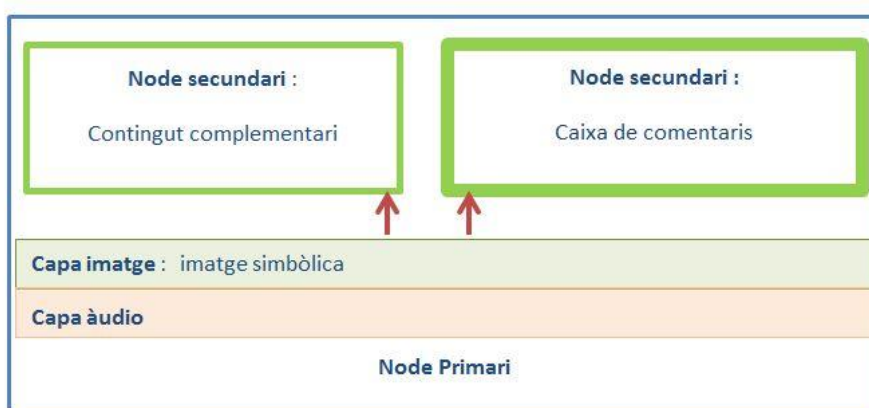 Node secundari :
Contingut complementari
Node secundari :
Caixa de comentaris
Capa imatge : imatge simbòlica
Capa àudio
Node Primari